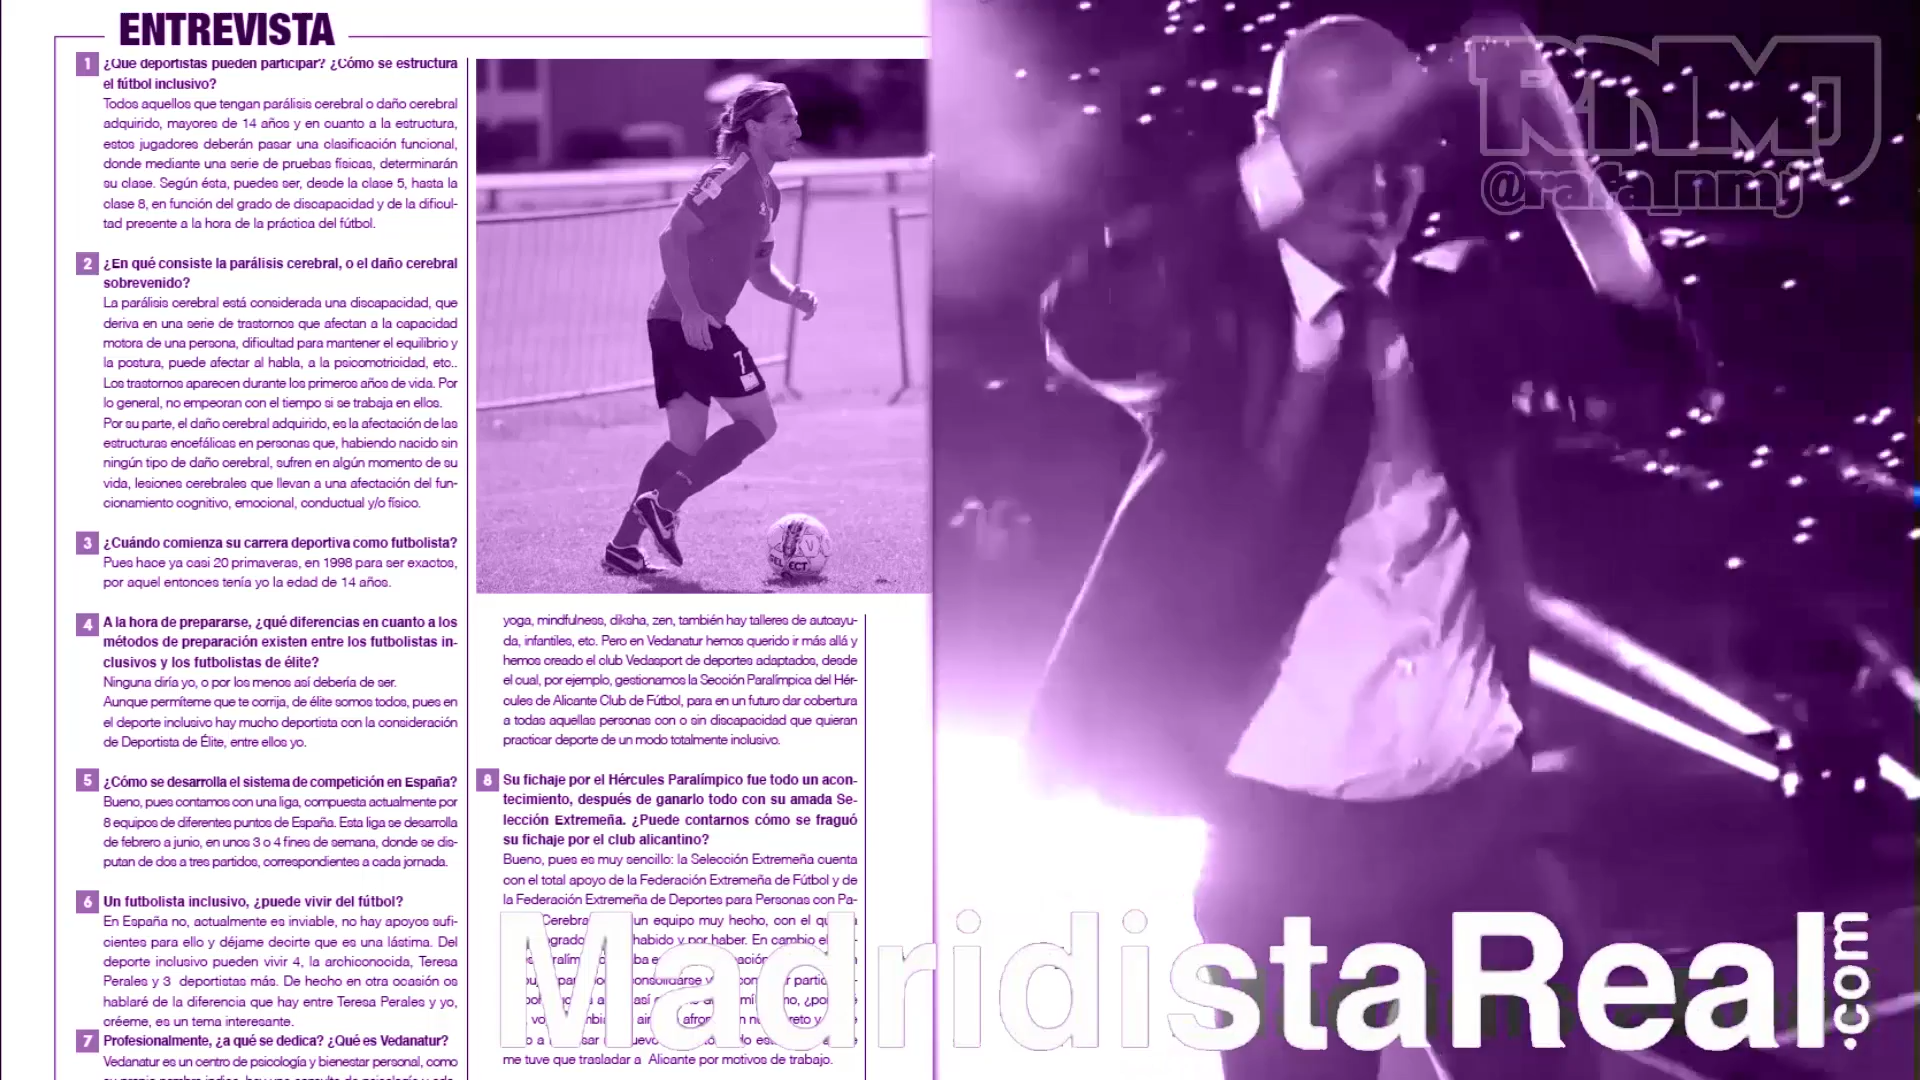 ENTREVISTA
1 ¿Qué deportistas pueden participar? ¿Cómo se estructura
el fútbol inclusivo?
Todos aquellos que tengan parálisis cerebral o daño cerebral
adquirido, mayores de 14 años y en cuanto a la estructura,
estos jugadores deberán pasar una clasificación funcional,
donde mediante una serie de pruebas físicas, determinarán
su clase. Según ésta, puedes ser, desde la clase 5, hasta la
clase 8, en función del grado de discapacidad y de la dificul-
tad presente a la hora de la práctica del fútbol.
2 ¿En qué consiste la parálisis cerebral, o el daño cerebral
sobrevenido?
La parálisis cerebral está considerada una discapacidad, que
deriva en una serie de trastornos que afectan a la capacidad
motora de una persona, dificultad para mantener el equilibrio y
la postura, puede afectar al habla, a la psicomotricidad, etc..
Los trastornos aparecen durante los primeros años de vida. Por
lo general, no empeoran con el tiempo si se trabaja en ellos.
Por su parte, el daño cerebral adquirido, es la afectación de las
estructuras encefálicas en personas que, habiendo nacido sin
ningún tipo de daño cerebral, sufren en algún momento de su
vida, lesiones cerebrales que llevan a una afectación del fun-
cionamiento cognitivo, emocional, conductual y/o físico.
3 ¿Cuándo comienza su carrera deportiva como futbolista?
Pues hace ya casi 20 primaveras, en 1998 para ser exactos,
por aquel entonces tenía yo la edad de 14 años.
4 A la hora de prepararse, ¿qué diferencias en cuanto a los
métodos de preparación existen entre los futbolistas in-
clusivos y los futbolistas de élite?
Ninguna diría yo, o por los menos así debería de ser.
Aunque permíteme que te corrija, de élite somos todos, pues en
el deporte inclusivo hay mucho deportista con la consideración
de Deportista de Élite, entre ellos yo.
5 ¿Cómo se desarrolla el sistema de competición en España?
Bueno, pues contamos con una liga, compuesta actualmente por
8 equipos de diferentes puntos de España. Esta liga se desarrolla
de febrero a junio, en unos 3 o 4 fines de semana, donde se dis-
putan de dos a tres partidos, correspondientes a cada jornada.
6 Un futbolista inclusivo, ¿puede vivir del fútbol?
En España no, actualmente es inviable, no hay apoyos sufi-
cientes para ello y déjame decirte que es una lástima. Del
deporte inclusivo pueden vivir 4, la archiconocida, Teresa
Perales y 3 deportistas más. De hecho en otra ocasión os
hablaré de la diferencia que hay entre Teresa Perales y yo,
créeme, es un tema interesante.
7 Profesionalmente, ¿a qué se dedica? ¿Qué es Vedanatur?
Vedanatur es un centro de psicología y bienestar personal, como
7
SELECT
yoga, mindfulness, diksha, zen, también hay talleres de autoayu-
da, infantiles, etc. Pero en Vedanatur hemos querido ir más allá y
hemos creado el club Vedasport de deportes adaptados, desde
el cual, por ejemplo, gestionamos la Sección Paralímpica del Hér-
cules de Alicante Club de Fútbol, para en un futuro dar cobertura
a todas aquellas personas con o sin discapacidad que quieran
practicar deporte de un modo totalmente inclusivo.
8 Su fichaje por el Hércules Paralímpico fue todo un acon-
tecimiento, después de ganarlo todo con su amada Se-
lección Extremeña. ¿Puede contarnos cómo se fraguó
su fichaje por el club alicantino?
Bueno, pues es muy sencillo: la Selección Extremeña cuenta
con el total apoyo de la Federación Extremeña de Fútbol y de
la Federación Extremeña de Deportes para Personas con Pa-
Cerebra un equipo muy hecho, con el
habido y por haber. En cambio
me tuve que trasladar a Alicante por motivos de trabajo.
RNMJ
@rafa_nmj
MadridistaReal.com